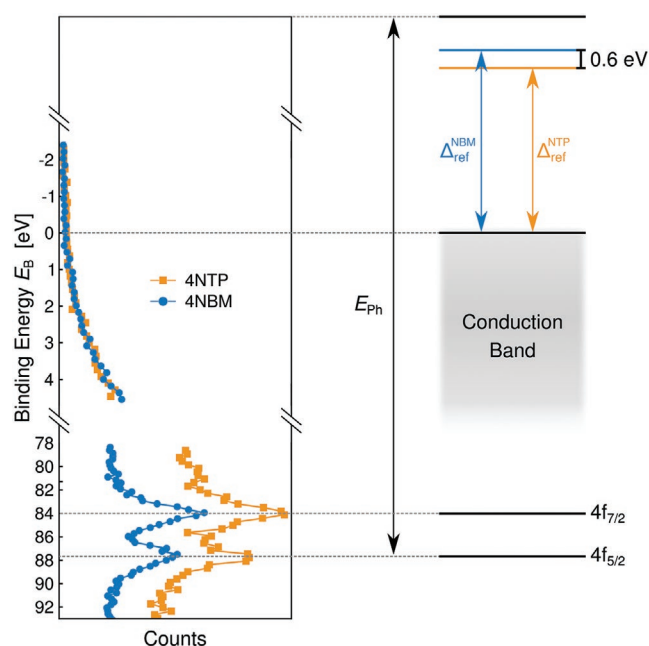 0.6 eV
Δ_ref^NBM
Δ_ref^NTP
Binding Energy E_B [eV]
-2
-1
0
1
2
3
4
78
80
82
84
86
88
90
92
4NTP
4NBM
E_Ph
Conduction
Band
4f_7/2
4f_5/2
Counts